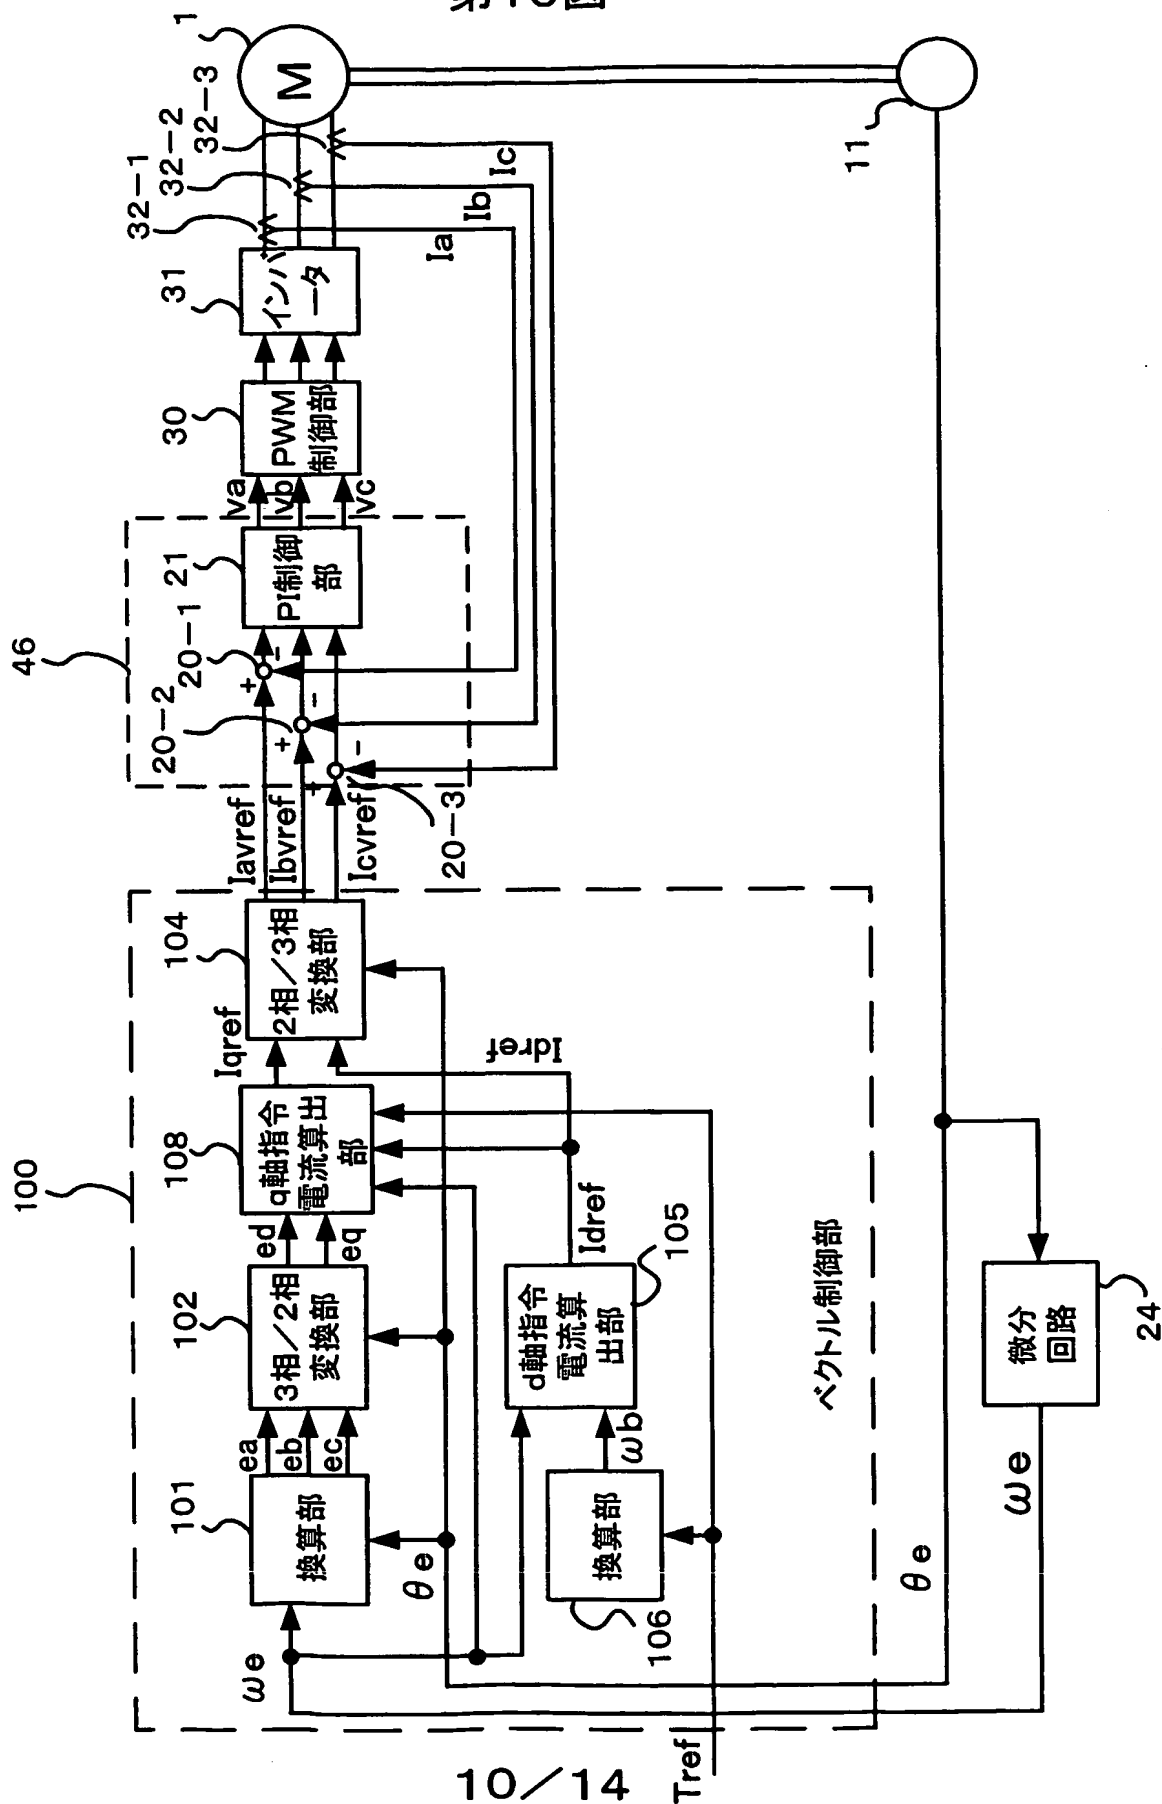 第10図
100
ベクトル制御部
ωe
101
換算部
θe
ea
eb
ec
102
3相/2相
変換部
ed
eq
108
q軸指令
電流算出
部
Iqref
104
2相/3相
変換部
Idref
Idref
105
d軸指令
電流算
出部
ωb
106
換算部
Tref
Iavref
Ibvref
Icvref
46
20-1
20-2
20-3
+
-
+
-
+
-
21
PI制御
部
va
vb
vc
30
PWM
制御部
31
インバ
ータ
32-1
32-2
32-3
Ia
Ib
Ic
1
M
11
θe
ωe
24
微分
回路
10/14